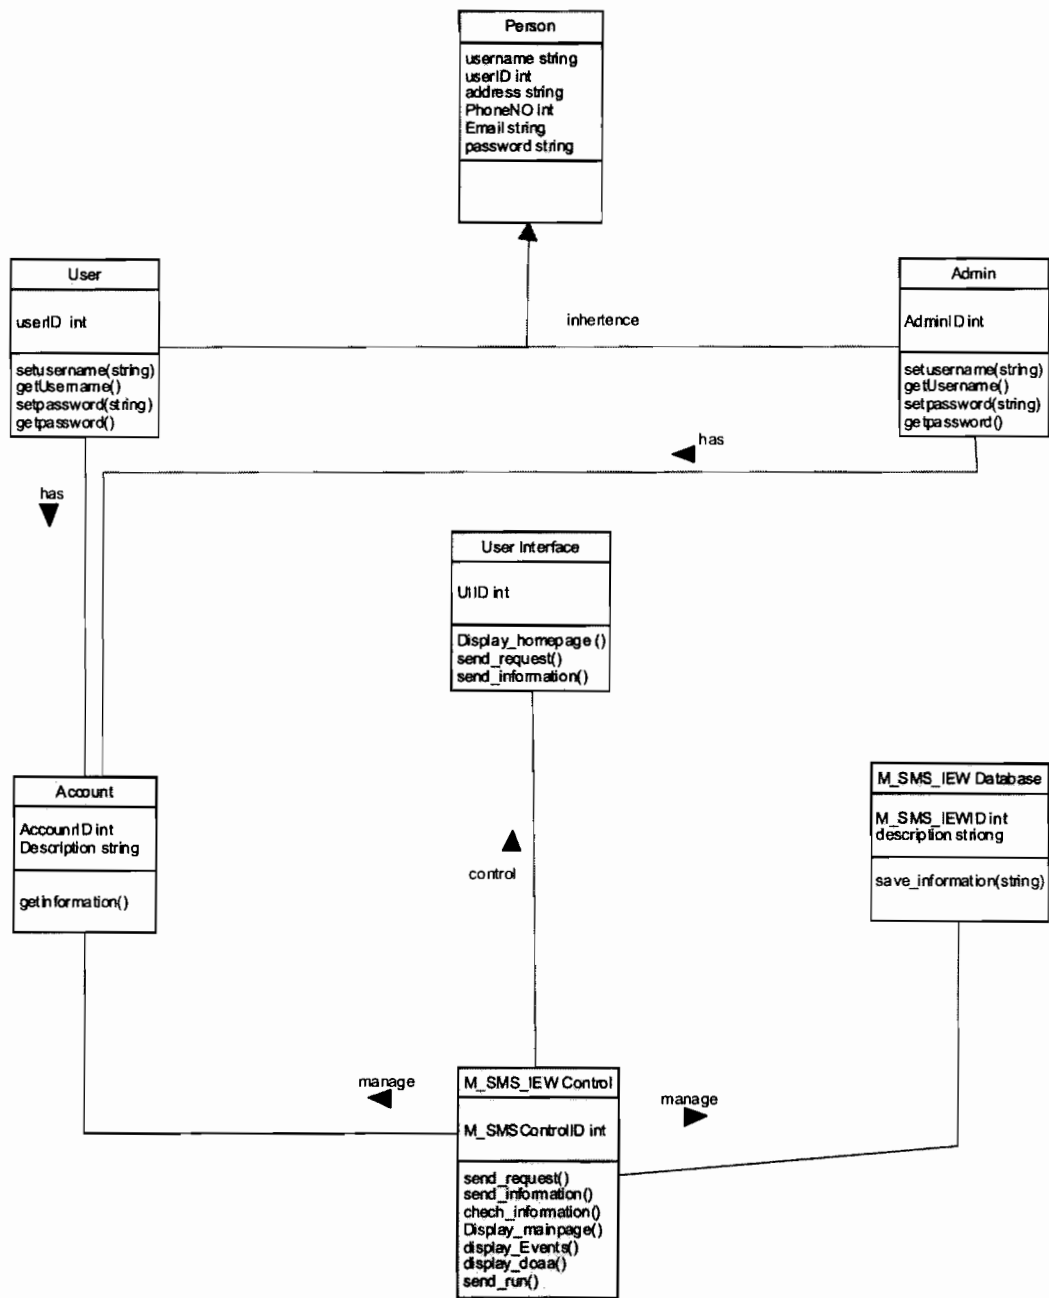 Person
username string
userID int
address string
PhoneNO int
Email string
password string
User
userID int
setusername(string)
getUsername()
setpassword(string)
getpassword()
inhertence
Admin
AdminID int
setusername(string)
getUsername()
setpassword(string)
getpassword()
has
has
User Interface
UIID int
Display_homepage ()
send_request()
send_information()
Account
AccounrID int
Description string
getinformation()
control
M_SMS_IEW Database
M_SMS_IEWID int
description striong
save_information(string)
manage
manage
M_SMS_IEW Control
M_SMSControlID int
send_request()
send_information()
chech_information()
Display_mainpage()
display_Events()
display_doaa()
send_run()